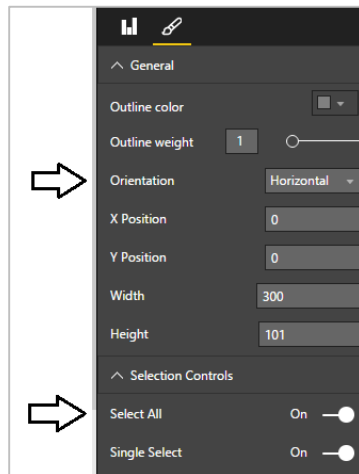 General
Outline color
Outline weight 1
Orientation Horizontal
X Position 0
Y Position 0
Width 300
Height 101
Selection Controls
Select All On
Single Select On